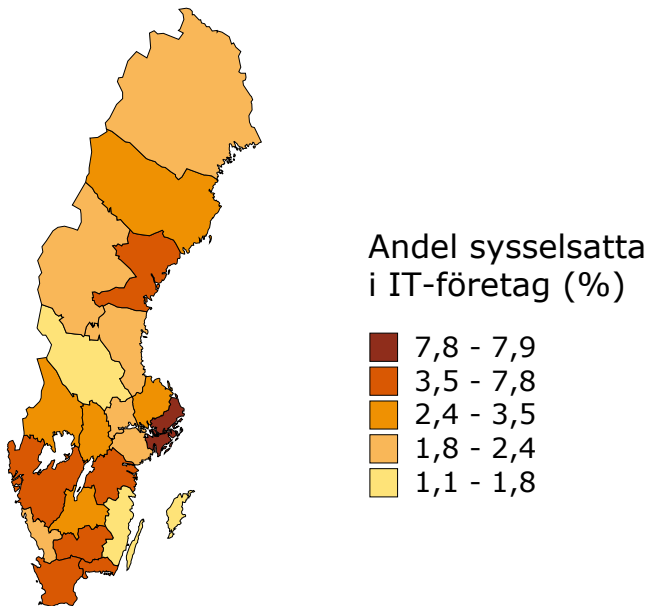 Andel sysselsatta
i IT-företag (%)
7,8 - 7,9
3,5 - 7,8
2,4 - 3,5
1,8 - 2,4
1,1 - 1,8